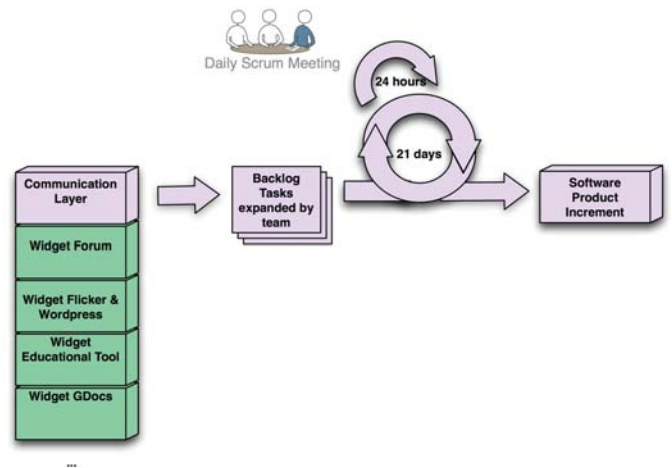 Daily Scrum Meeting
24 hours
21 days
Communication
Layer
Backlog
Tasks
expanded by
team
Software
Product
Increment
Widget Forum
Widget Flicker &
Wordpress
Widget
Educational Tool
Widget GDocs
...